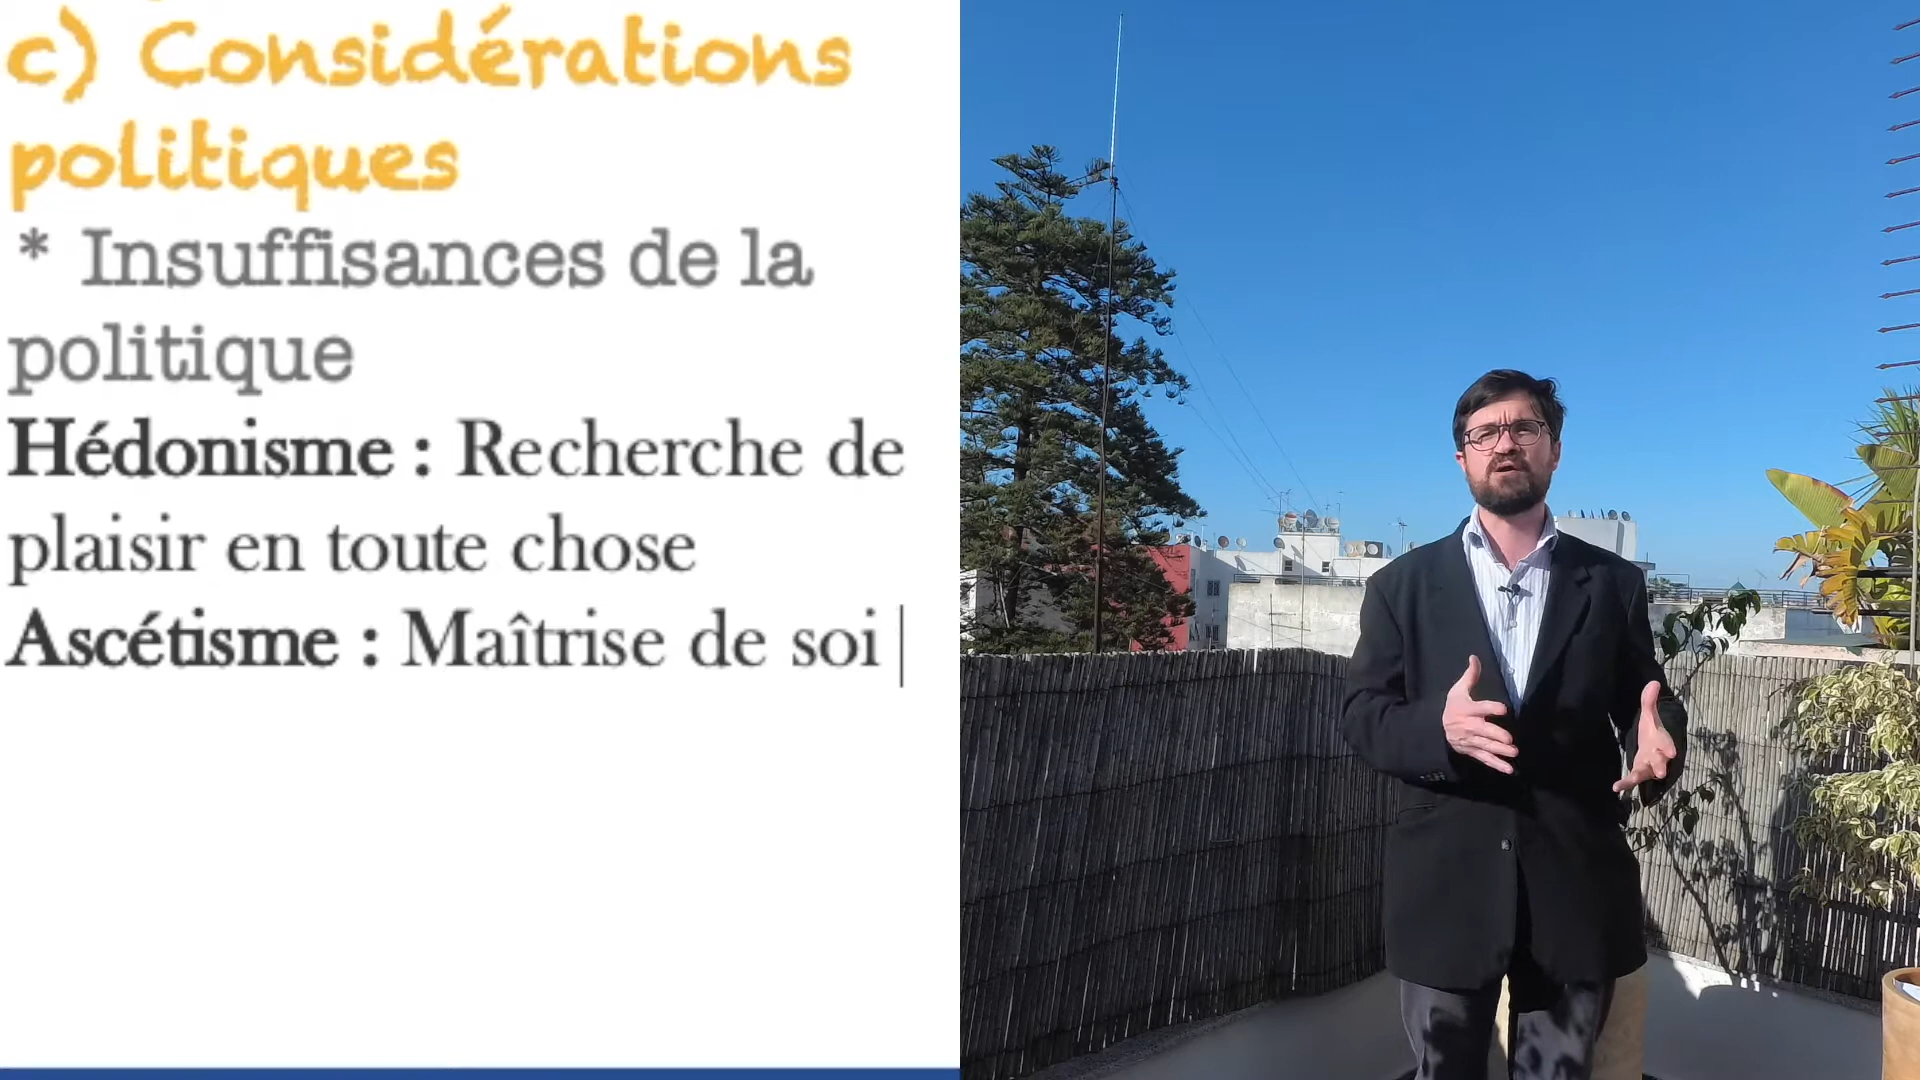 c) Considérations
politiques
* Insuffisances de la
politique
Hédonisme : Recherche de
plaisir en toute chose
Ascétisme : Maîtrise de soi